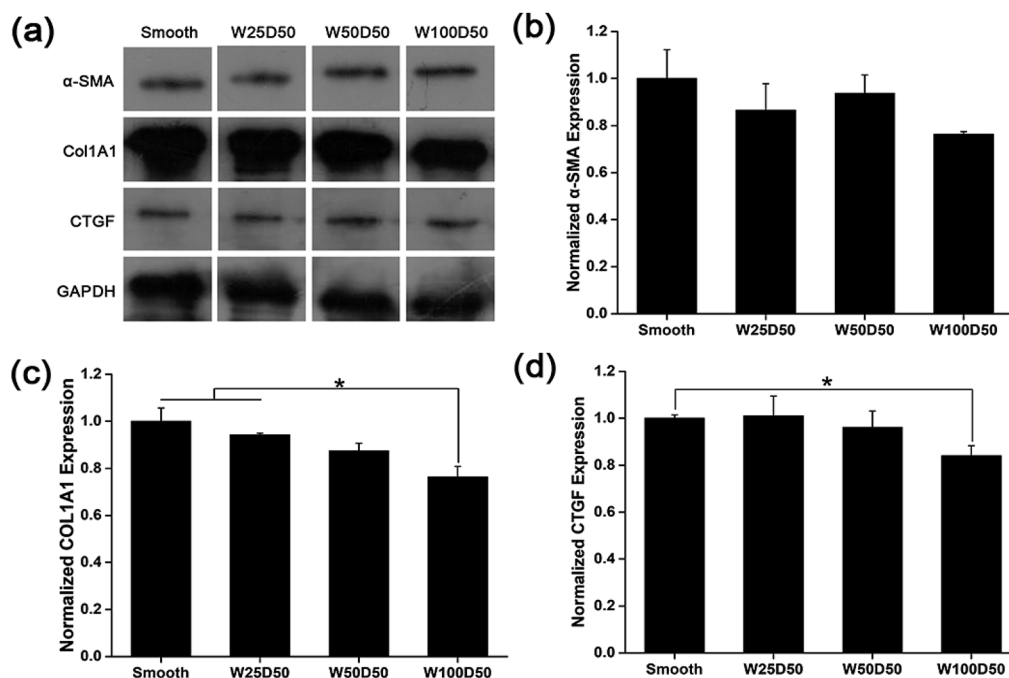 (a)
Smooth W25D50 W50D50 W100D50
α-SMA
Col1A1
CTGF
GAPDH
(b)
Normalized α-SMA Expression
1.2
1.0
0.8
0.6
0.4
0.2
0.0
Smooth W25D50 W50D50 W100D50
(c)
Normalized COL1A1 Expression
1.2
1.0
0.8
0.6
0.4
0.2
0.0
*
Smooth W25D50 W50D50 W100D50
(d)
Normalized CTGF Expression
1.2
1.0
0.8
0.6
0.4
0.2
0.0
*
Smooth W25D50 W50D50 W100D50